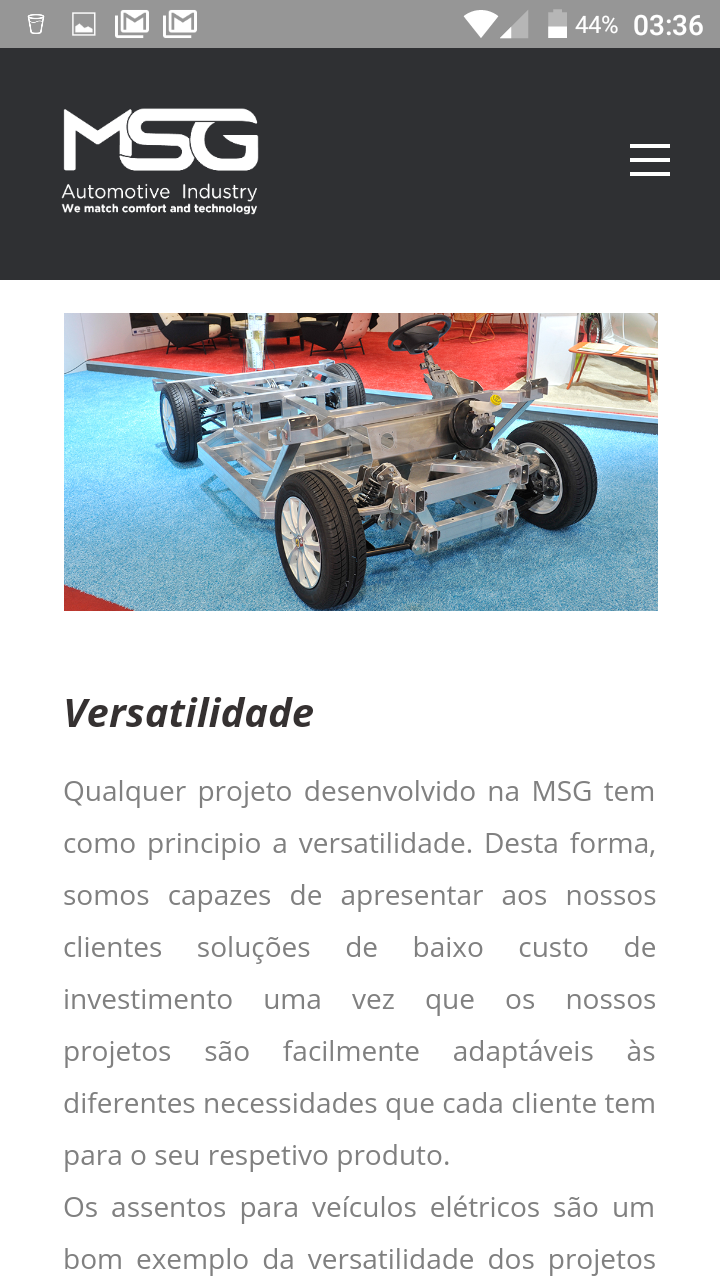 44% 03:36
MSG
Automotive Industry
We match comfort and technology
Versatilidade
Qualquer projeto desenvolvido na MSG tem
como principio a versatilidade. Desta forma,
somos capazes de apresentar aos nossos
clientes soluções de baixo custo de
investimento uma vez que os nossos
projetos são facilmente adaptáveis às
diferentes necessidades que cada cliente tem
para o seu respetivo produto.
Os assentos para veículos elétricos são um
bom exemplo da versatilidade dos projetos